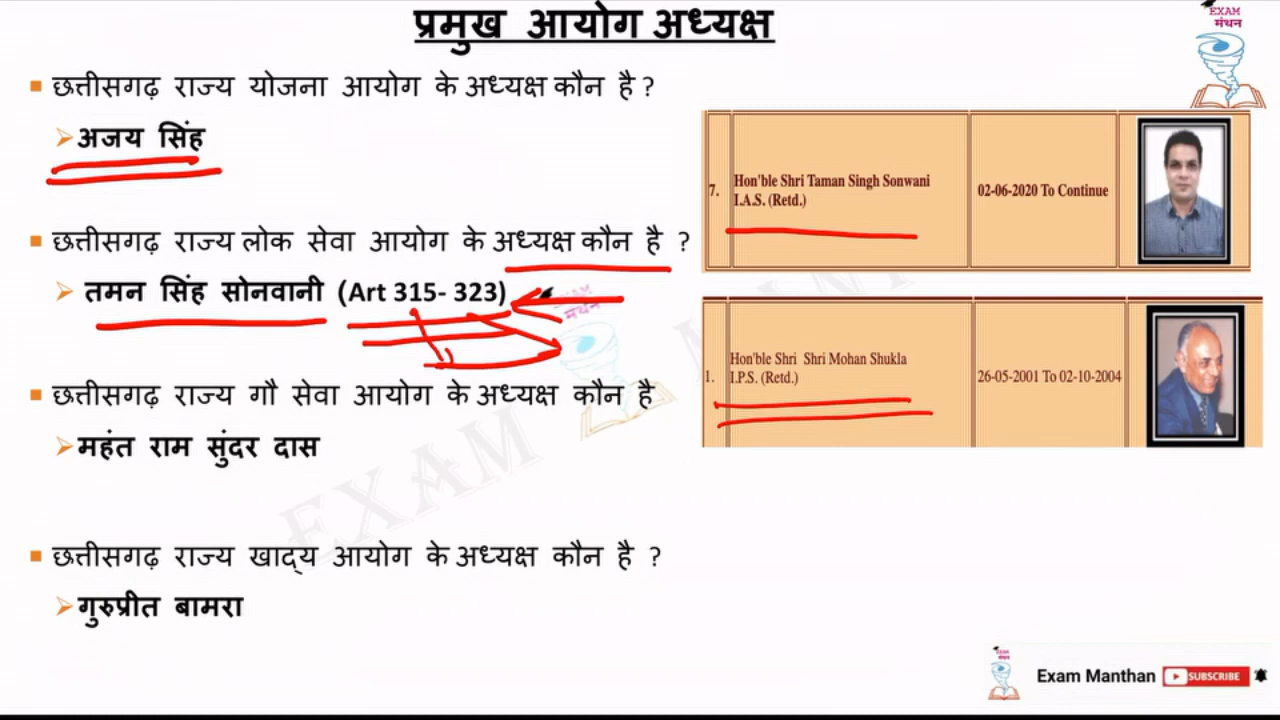 प्रमुख आयोग अध्यक्ष
EXAM
मंथन
छत्तीसगढ़ राज्य योजना आयोग के अध्यक्ष कौन है ?
अजय सिंह
7. Hon'ble Shri Taman Singh Sonwani 02-06-2020 To Continue
I.A.S. (Retd.)
छत्तीसगढ़ राज्य लोक सेवा आयोग के अध्यक्ष कौन है ?
तमन सिंह सोनवानी (Art 315- 323)
1. Hon'ble Shri Shri Mohan Shukla 26-05-2001 To 02-10-2004
I.P.S. (Retd.)
छत्तीसगढ़ राज्य गौ सेवा आयोग के अध्यक्ष कौन है
महंत राम सुंदर दास
EXAM
छत्तीसगढ़ राज्य खाद्य आयोग के अध्यक्ष कौन है ?
गुरुप्रीत बामरा
Exam Manthan SUBSCRIBE